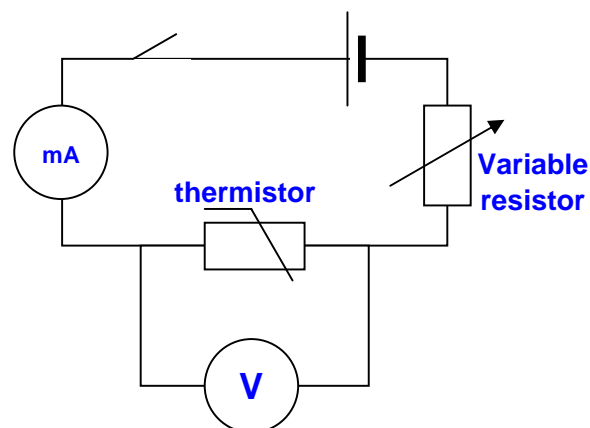 mA
thermistor
Variable
resistor
V